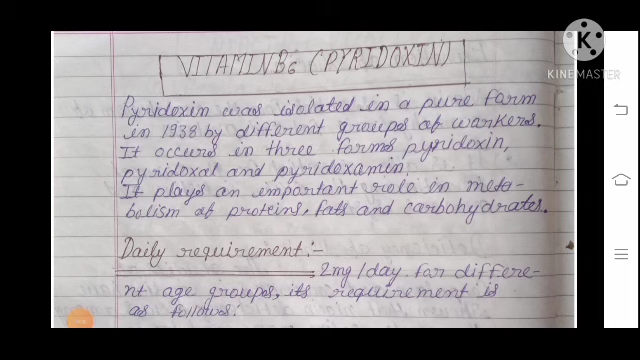 KINEMASTER
VITAMIN B6 (PYRIDOXIN)
Pyridoxin was isolated in a pure form
in 1938 by different groups of workers.
It occurs in three forms pyridoxin,
pyridoxal and pyridoxamin.
It plays an important role in meta-
bolism of proteins, fats and carbohydrates.
Daily requirement:-
2mg/day. For differe-
nt age groups, its requirement is
as follows: